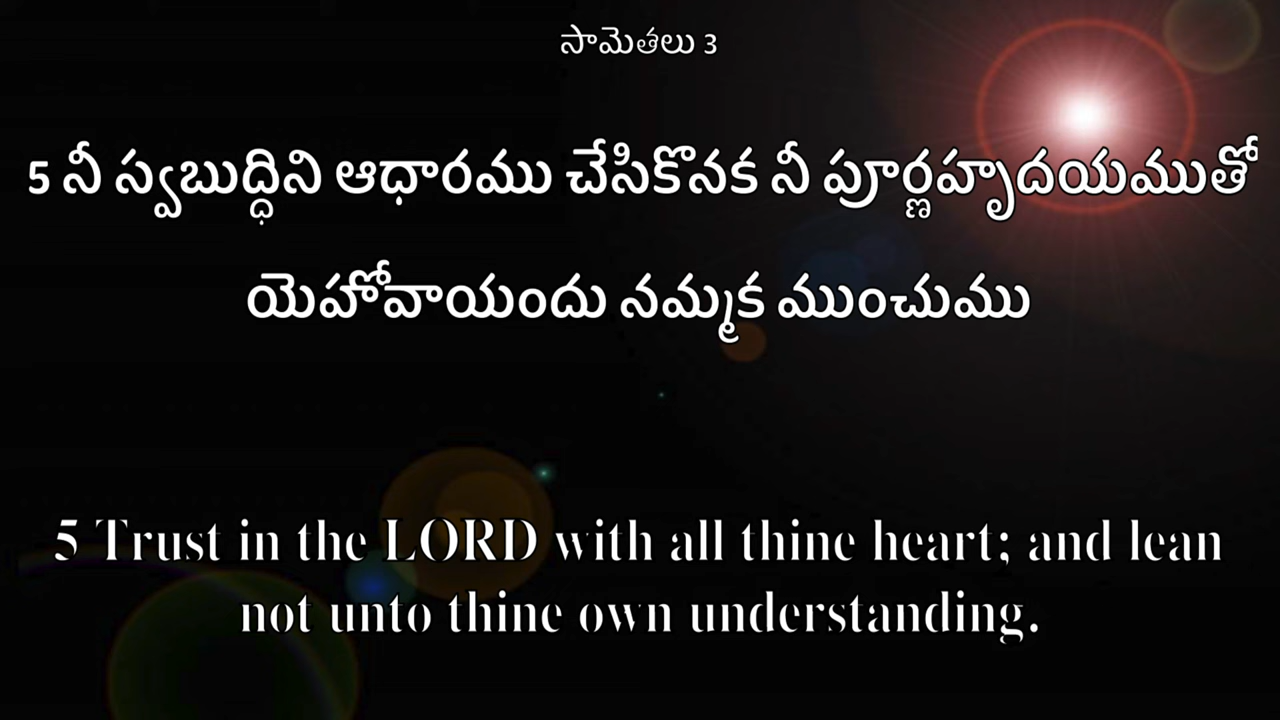 సామెతలు 3
5 నీ స్వబుద్ధిని ఆధారము చేసికొనక నీ పూర్ణహృదయముతో
యెహోవాయందు నమ్మక ముంచుము
5 Trust in the LORD with all thine heart; and lean
not unto thine own understanding.